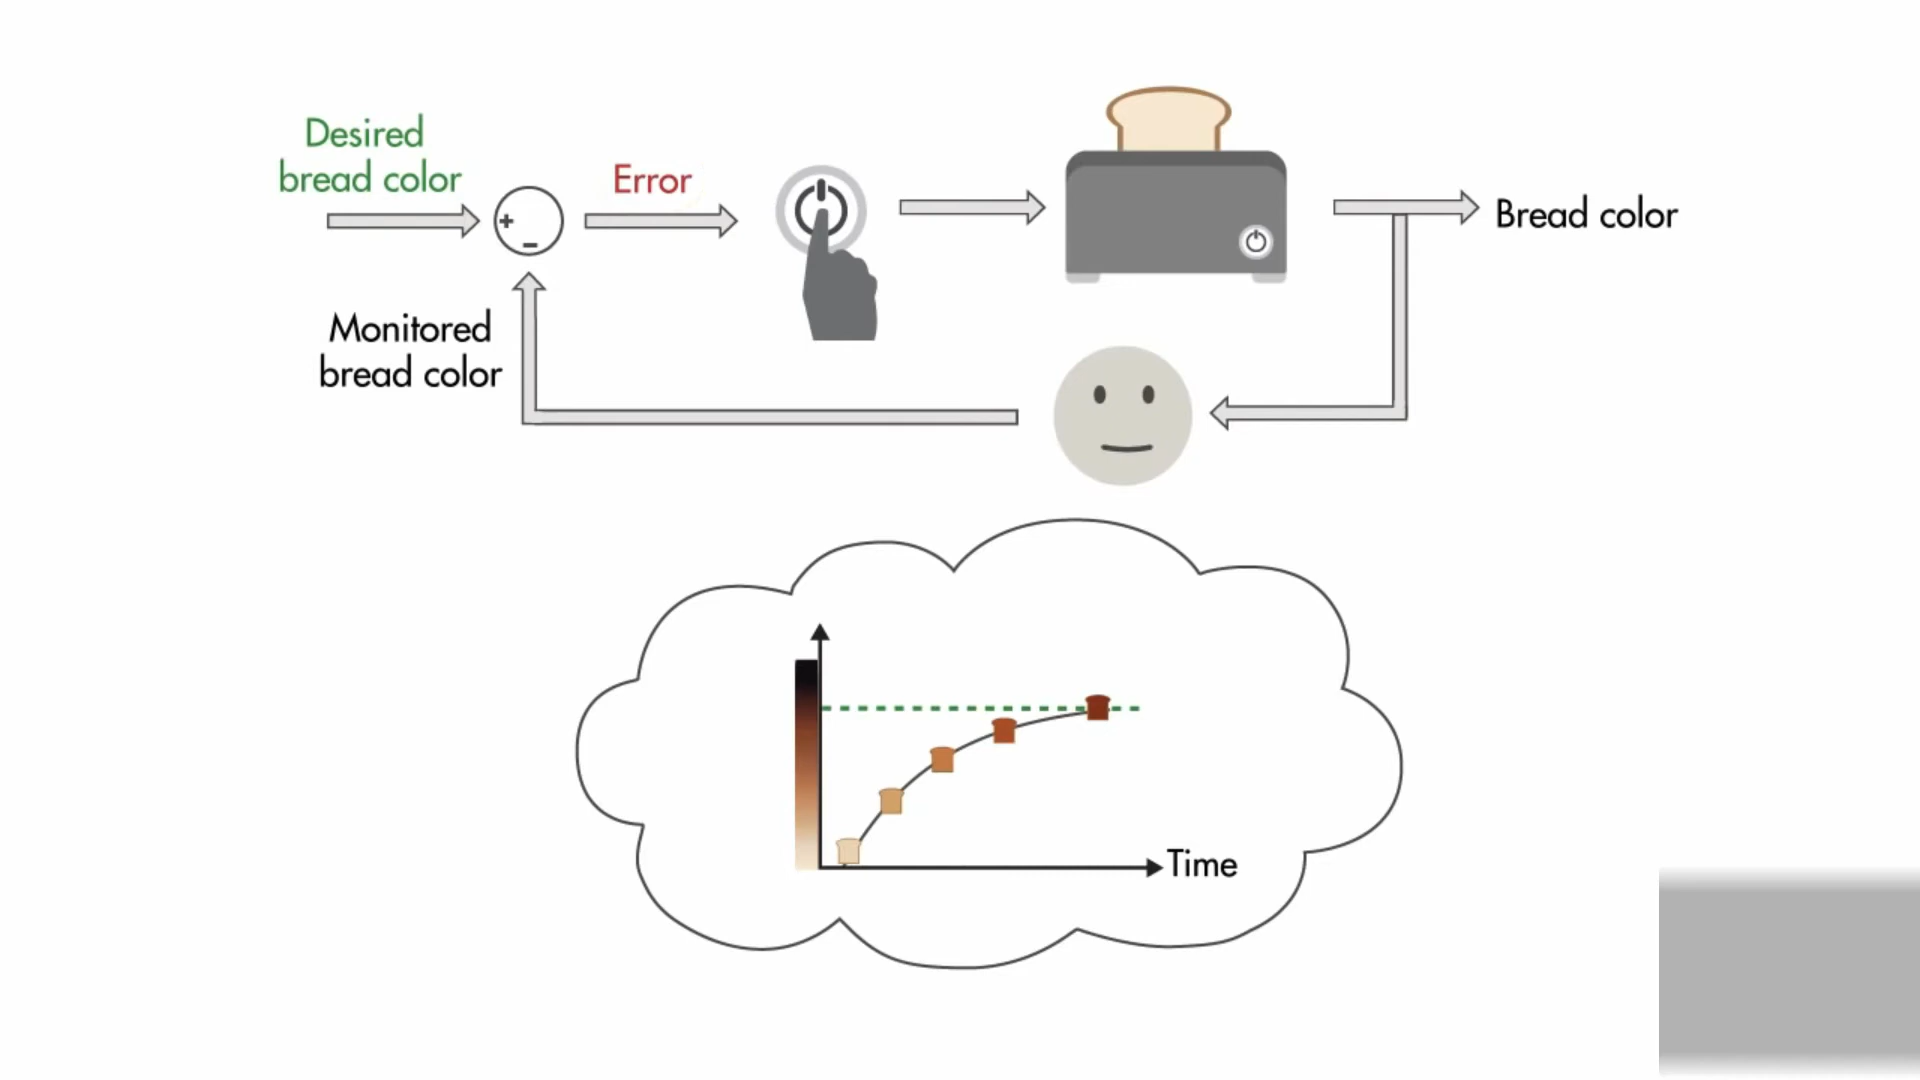 Desired
bread color
Error
+
–
Bread color
Monitored
bread color
Time